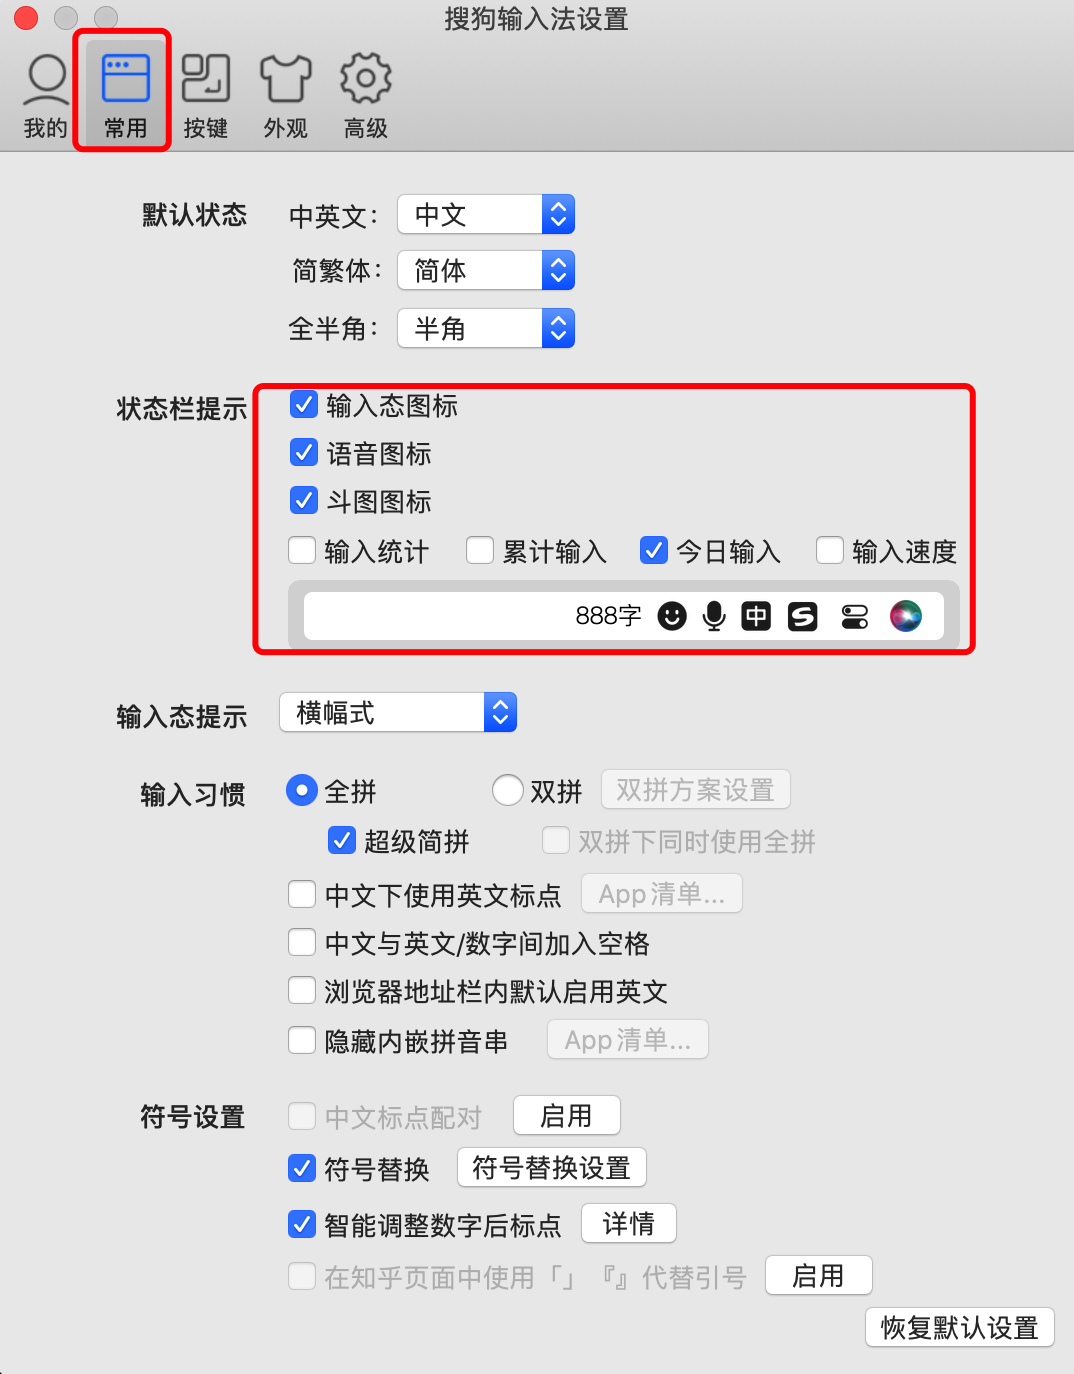 搜狗输入法设置
我的 常用 按键 外观 高级
默认状态 中英文： 中文
简繁体： 简体
全半角： 半角
状态栏提示 输入态图标
语音图标
斗图图标
输入统计 累计输入 今日输入 输入速度
888字 中 S
输入态提示 横幅式
输入习惯 全拼 双拼 双拼方案设置
超级简拼 双拼下同时使用全拼
中文下使用英文标点 App清单...
中文与英文/数字间加入空格
浏览器地址栏内默认启用英文
隐藏内嵌拼音串 App清单...
符号设置 中文标点配对 启用
符号替换 符号替换设置
智能调整数字后标点 详情
在知乎页面中使用「」『』代替引号 启用
恢复默认设置